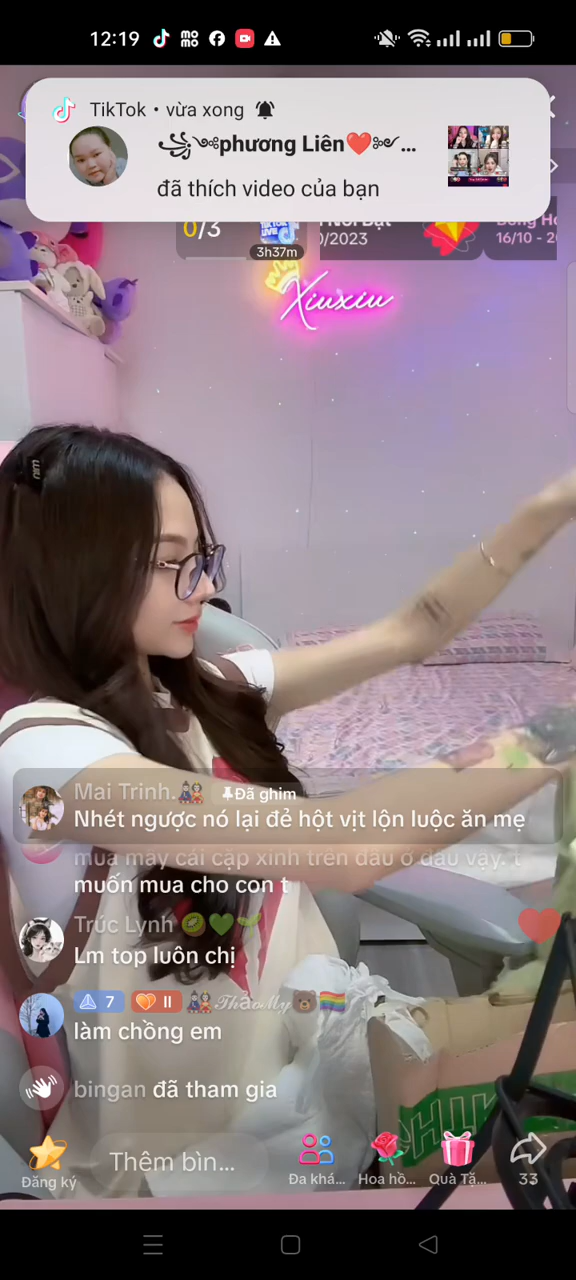 12:19
TikTok • vừa xong
phương Liên❤️
đã thích video của bạn
0/3
3h37m
0/2023
16/10 - 2
Xiuxiu
Mai Trinh. Đã ghim
Nhét ngược nó lại đẻ hột vịt lộn luộc ăn mẹ
mua mấy cái cặp xinh trên đầu ở đâu vậy. t
muốn mua cho con t
Trúc Lynh 🥝💚
Lm top luôn chị
7 II ThảoMy🐻🏳️‍🌈
làm chồng em
bingan đã tham gia
Thêm bìn...
Đăng ký
Đa khá...
Hoa hồ...
Quà Tặ...
33